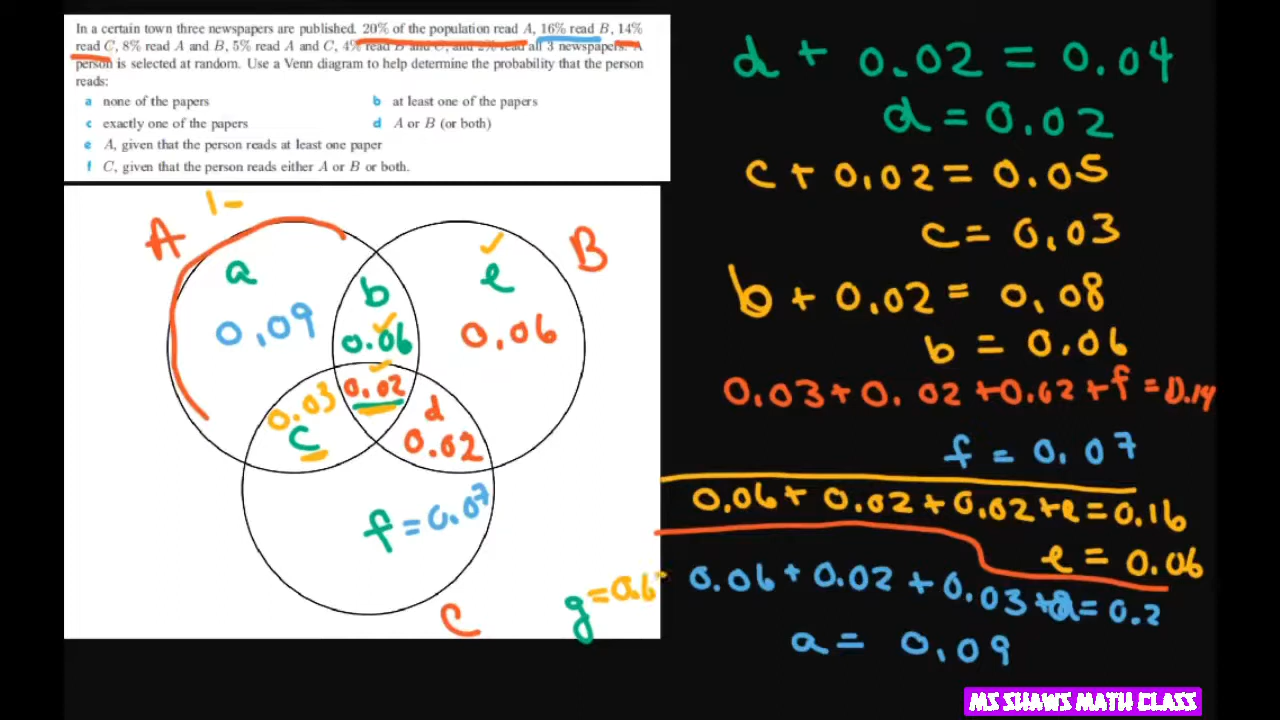 In a certain town three newspapers are published. 20% of the population read A, 16% read B, 14%
read C, 8% read A and B, 5% read A and C, 4% read B and C, and 2% read all 3 newspapers. A
person is selected at random. Use a Venn diagram to help determine the probability that the person
reads:
a none of the papers b at least one of the papers
c exactly one of the papers d A or B (or both)
e A, given that the person reads at least one paper
f C, given that the person reads either A or B or both.
1-
A
B
a
b
e
0.09
0.06
0.06
0.03
0.02
c
d
0.02
f = 0.07
g = 0.6
C
d + 0.02 = 0.04
d = 0.02
c + 0.02 = 0.05
c = 0.03
b + 0.02 = 0.08
b = 0.06
0.03 + 0.02 + 0.02 + f = 0.14
f = 0.07
0.06 + 0.02 + 0.02 + e = 0.16
e = 0.06
0.06 + 0.02 + 0.03 + a = 0.2
a = 0.09
MS SHAWS MATH CLASS